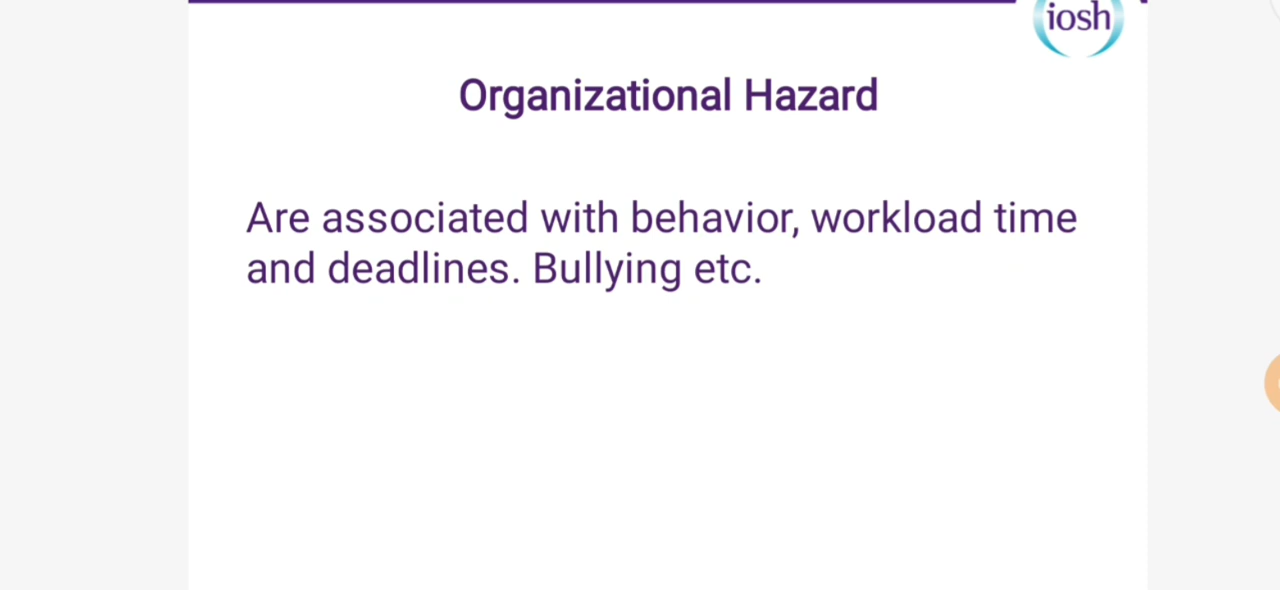 iosh
Organizational Hazard
Are associated with behavior, workload time
and deadlines. Bullying etc.